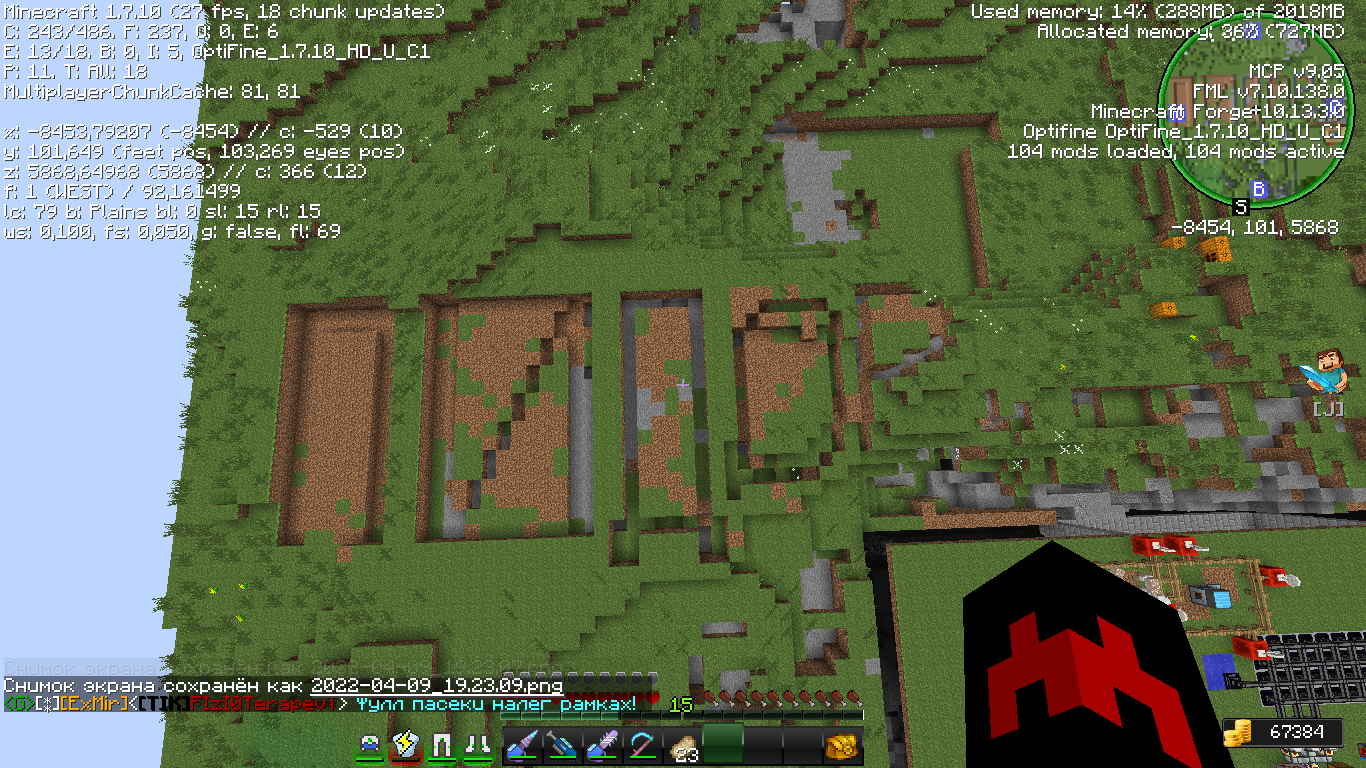 Minecraft 1.7.10 (27 fps, 18 chunk updates)
C: 243/486. F: 237, O: 0, E: 6
E: 13/18. B: 0, I: 5, OptiFine_1.7.10_HD_U_C1
P: 11. T: All: 18
MultiplayerChunkCache: 81, 81
x: -8453,79207 (-8454) // c: -529 (10)
y: 101,649 (feet pos, 103,269 eyes pos)
z: 5868,64968 (5868) // c: 366 (12)
f: 1 (WEST) / 92,161499
lc: 79 b: Plains bl: 0 sl: 15 rl: 15
ws: 0,100, fs: 0,050, g: false, fl: 69
Used memory: 14% (288MB) of 2018MB
Allocated memory: 36% (727MB)
MCP v9.05
FML v7.10.138.0
Minecraft Forge 10.13.3.0
Optifine OptiFine_1.7.10_HD_U_C1
104 mods loaded, 104 mods active
В
S
-8454, 101, 5868
[J]
Снимок экрана сохранён как 2022-04-09_19.23.09.png
<G>[*][ExMir]<[TIK]FIzI0TerapevT> Уулл пасеки налег рамках!
15
23
67384